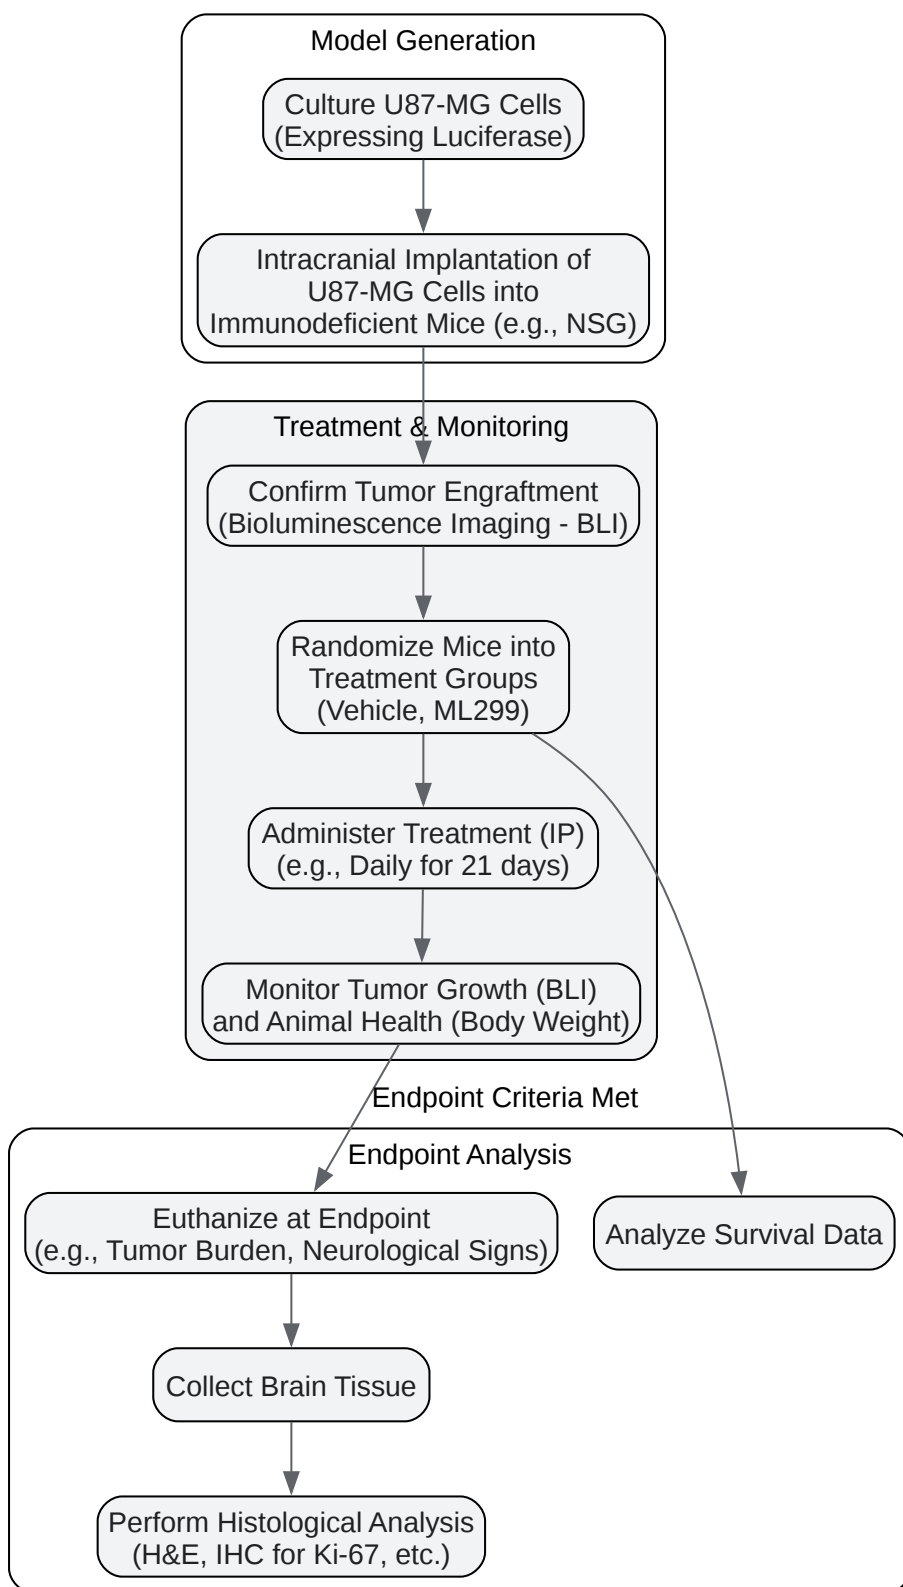 Model Generation
Culture U87-MG Cells
(Expressing Luciferase)
Intracranial Implantation of
U87-MG Cells into
Immunodeficient Mice (e.g., NSG)
Treatment & Monitoring
Confirm Tumor Engraftment
(Bioluminescence Imaging - BLI)
Randomize Mice into
Treatment Groups
(Vehicle, ML299)
Administer Treatment (IP)
(e.g., Daily for 21 days)
Monitor Tumor Growth (BLI)
and Animal Health (Body Weight)
Endpoint Criteria Met
Endpoint Analysis
Euthanize at Endpoint
(e.g., Tumor Burden, Neurological Signs)
Analyze Survival Data
Collect Brain Tissue
Perform Histological Analysis
(H&E, IHC for Ki-67, etc.)